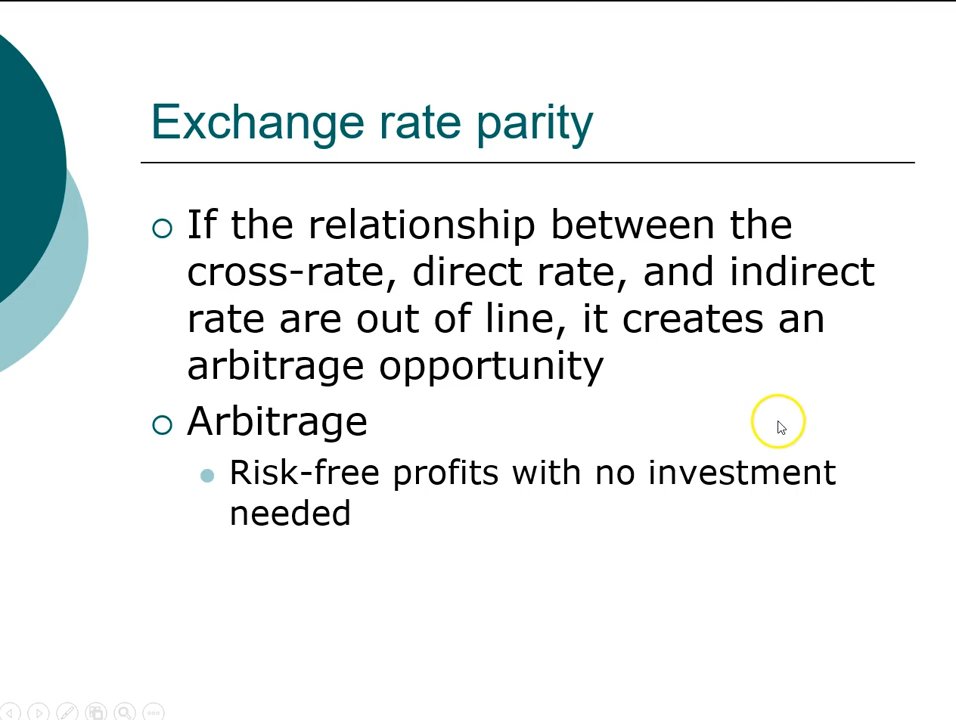 Exchange rate parity
If the relationship between the
cross-rate, direct rate, and indirect
rate are out of line, it creates an
arbitrage opportunity
Arbitrage
Risk-free profits with no investment
needed